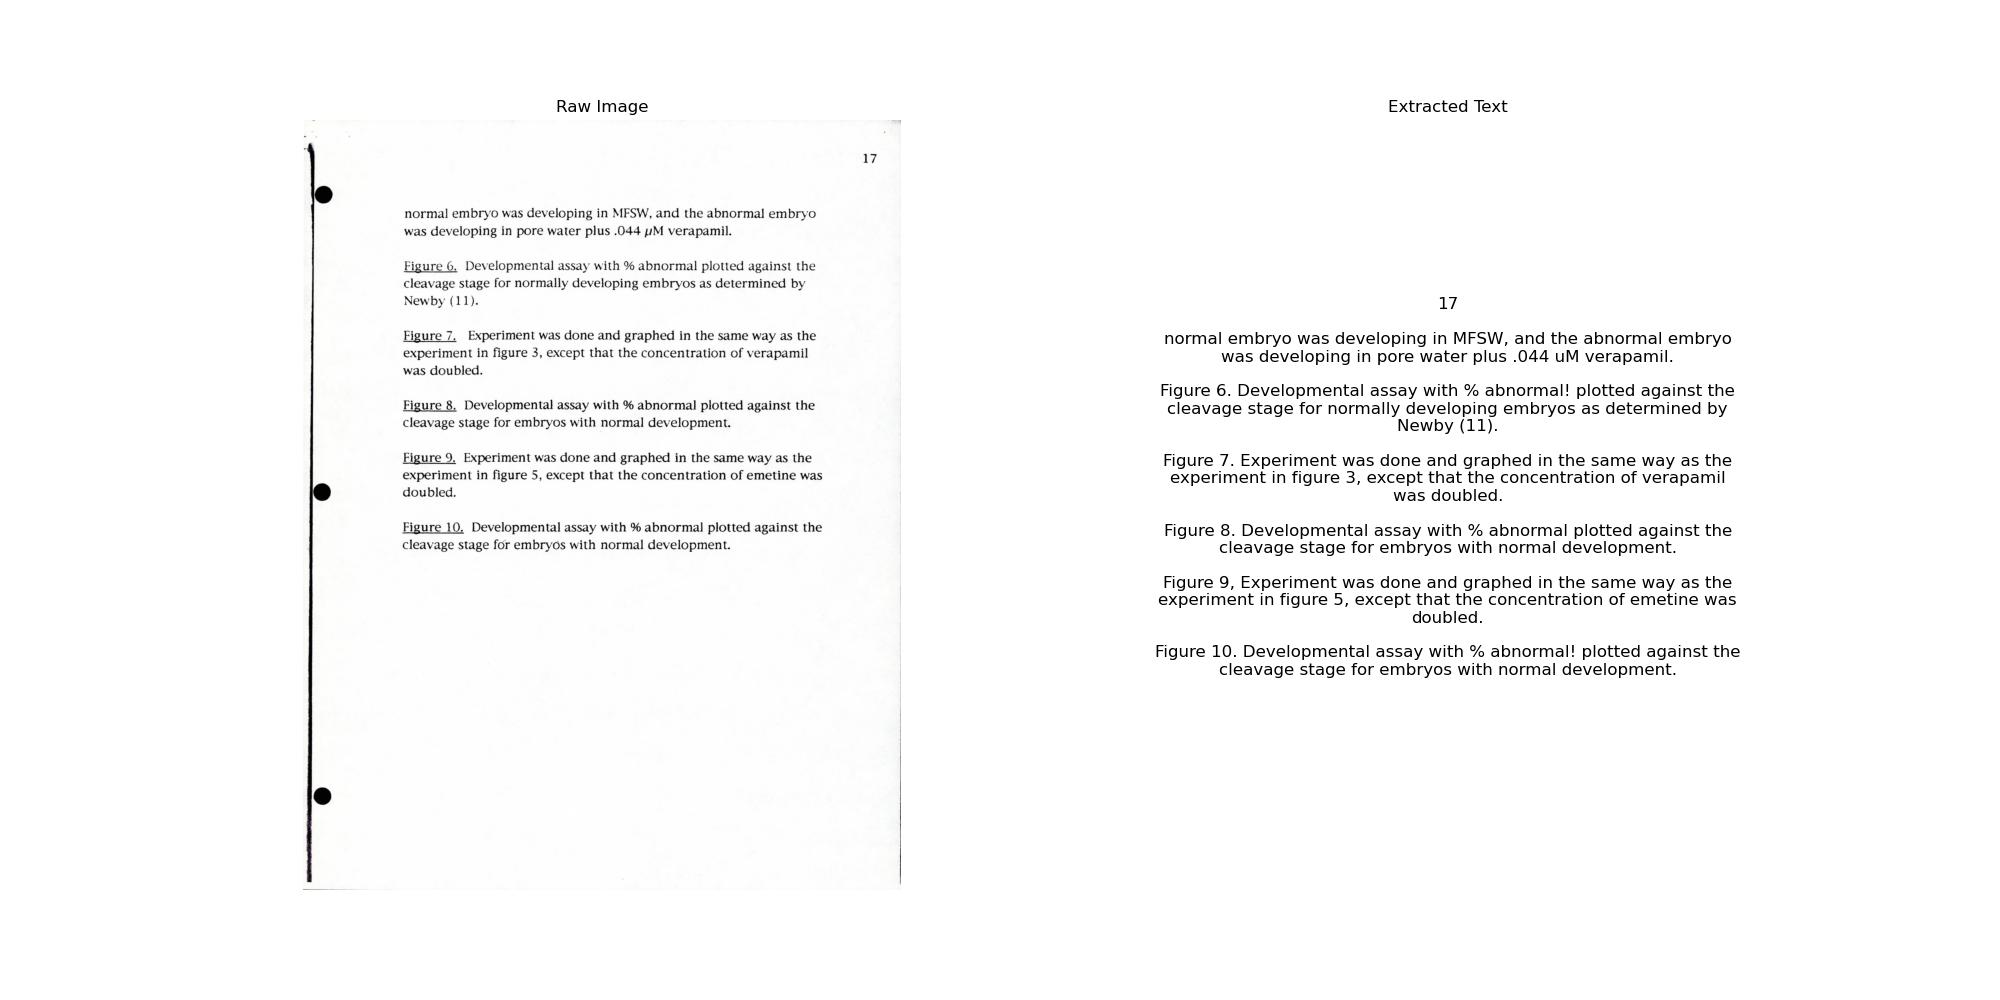 Raw Image
17
normal embryo was developing in MFSW, and the abnormal embryo
was developing in pore water plus .044 μM verapamil.
Figure 6. Developmental assay with % abnormal plotted against the
cleavage stage for normally developing embryos as determined by
Newby (11).
Figure 7. Experiment was done and graphed in the same way as the
experiment in figure 3, except that the concentration of verapamil
was doubled.
Figure 8. Developmental assay with % abnormal plotted against the
cleavage stage for embryos with normal development.
Figure 9. Experiment was done and graphed in the same way as the
experiment in figure 5, except that the concentration of emetine was
doubled.
Figure 10. Developmental assay with % abnormal plotted against the
cleavage stage for embryos with normal development.
Extracted Text
17
normal embryo was developing in MFSW, and the abnormal embryo
was developing in pore water plus .044 uM verapamil.
Figure 6. Developmental assay with % abnormal! plotted against the
cleavage stage for normally developing embryos as determined by
Newby (11).
Figure 7. Experiment was done and graphed in the same way as the
experiment in figure 3, except that the concentration of verapamil
was doubled.
Figure 8. Developmental assay with % abnormal plotted against the
cleavage stage for embryos with normal development.
Figure 9, Experiment was done and graphed in the same way as the
experiment in figure 5, except that the concentration of emetine was
doubled.
Figure 10. Developmental assay with % abnormal! plotted against the
cleavage stage for embryos with normal development.